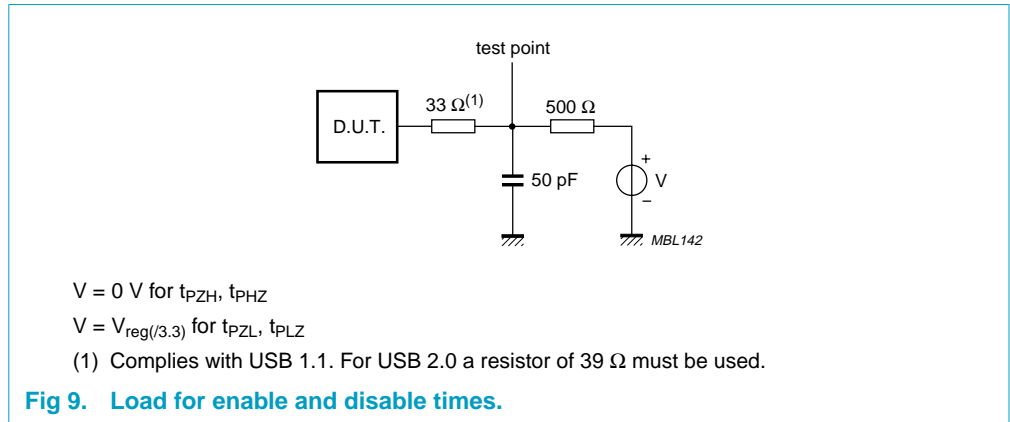 test point
33 Ω(1)
500 Ω
D.U.T.
+
50 pF
V
−
MBL142
V = 0 V for tPZH, tPHZ
V = Vreg(/3.3) for tPZL, tPLZ
(1) Complies with USB 1.1. For USB 2.0 a resistor of 39 Ω must be used.
Fig 9. Load for enable and disable times.